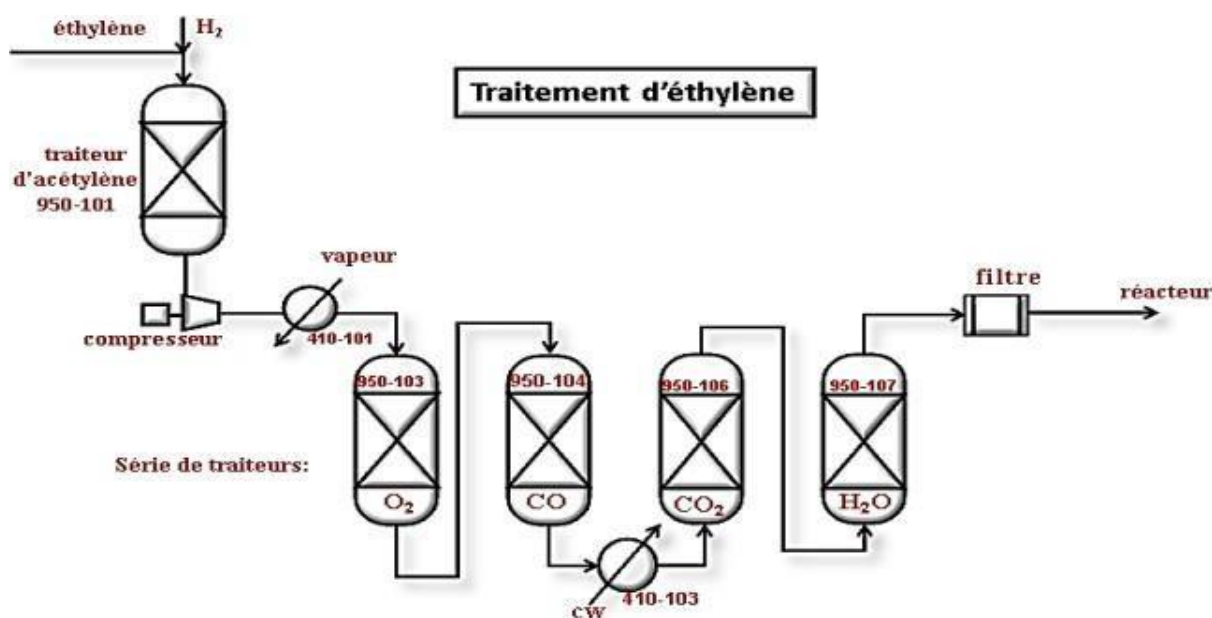 éthylène
H₂
Traitement d'éthylène
traiteur
d'acétylène
950-101
vapeur
filtre
réacteur
compresseur
410-101
950-103
950-104
950-106
950-107
Série de traiteurs:
O₂
CO
CO₂
H₂O
cw
410-103